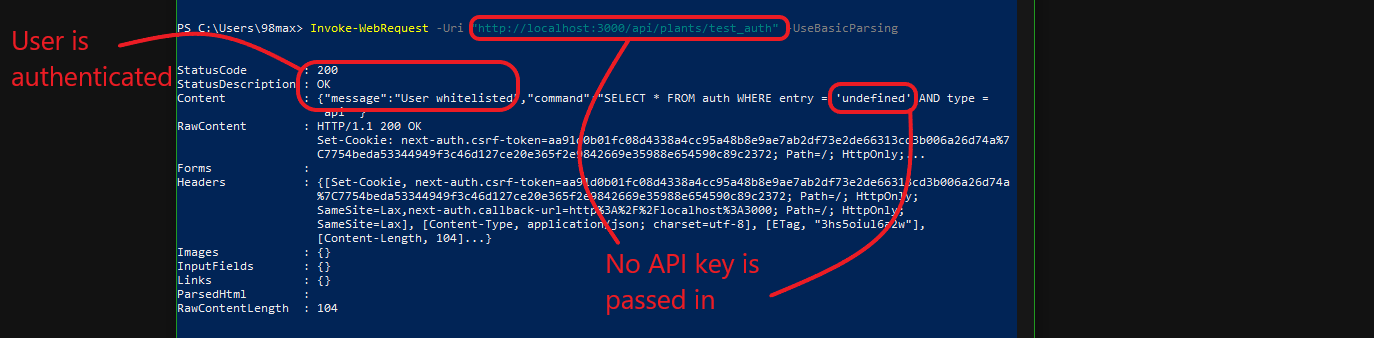 PS C:\Users\98max> Invoke-WebRequest -Uri "http://localhost:3000/api/plants/test_auth" -UseBasicParsing
User is
authenticated
StatusCode : 200
StatusDescription : OK
Content : {"message":"User whitelisted","command":"SELECT * FROM auth WHERE entry = 'undefined' AND type =
'api' "}
RawContent : HTTP/1.1 200 OK
Set-Cookie: next-auth.csrf-token=aa91d0b01fc08d4338a4cc95a48b8e9ae7ab2df73e2de66313cd3b006a26d74a%7
C7754beda53344949f3c46d127ce20e365f2e9842669e35988e654590c89c2372; Path=/; HttpOnly;...
Forms :
Headers : {[Set-Cookie, next-auth.csrf-token=aa91d0b01fc08d4338a4cc95a48b8e9ae7ab2df73e2de66313cd3b006a26d74a
%7C7754beda53344949f3c46d127ce20e365f2e9842669e35988e654590c89c2372; Path=/; HttpOnly;
SameSite=Lax,next-auth.callback-url=http%3A%2F%2Flocalhost%3A3000; Path=/; HttpOnly;
SameSite=Lax], [Content-Type, application/json; charset=utf-8], [ETag, "3hs5oiul6a2w"],
[Content-Length, 104]...}
Images : {}
InputFields : {}
Links : {}
ParsedHtml :
RawContentLength : 104
No API key is
passed in